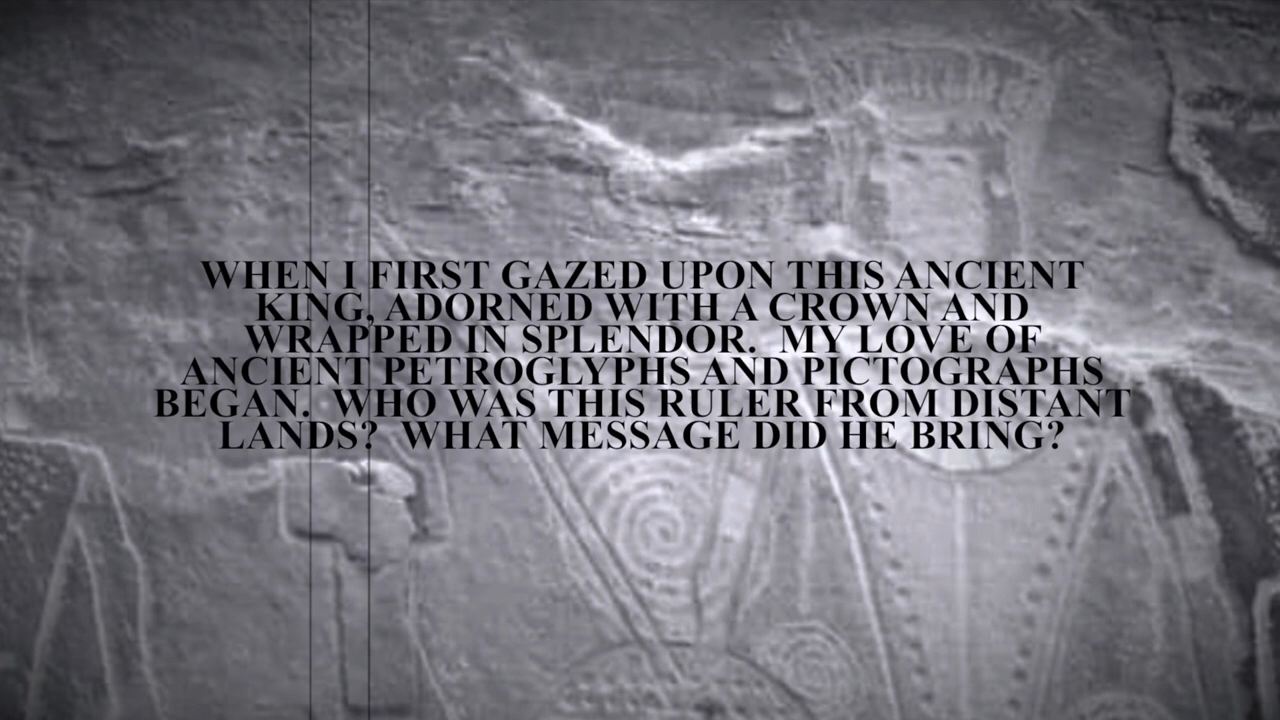 WHEN I FIRST GAZED UPON THIS ANCIENT
KING, ADORNED WITH A CROWN AND
WRAPPED IN SPLENDOR.  MY LOVE OF
ANCIENT PETROGLYPHS AND PICTOGRAPHS
BEGAN.  WHO WAS THIS RULER FROM DISTANT
LANDS?  WHAT MESSAGE DID HE BRING?